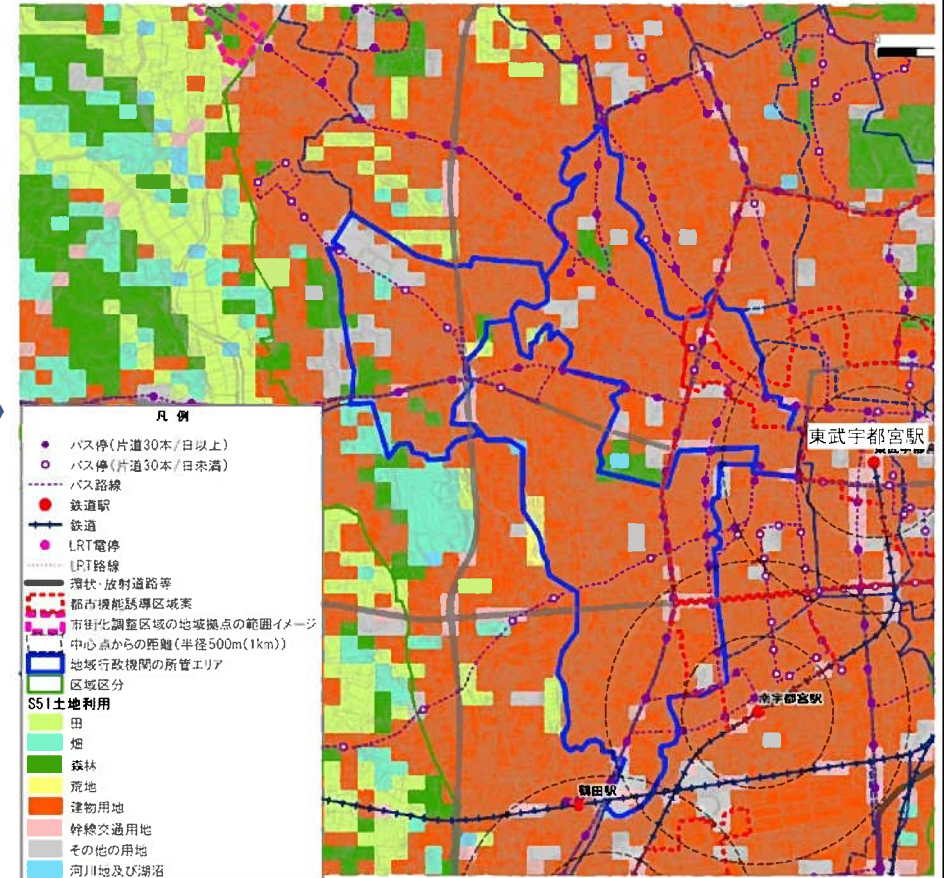 東武宇都宮駅
南宇都宮駅
鶴田駅
凡 例
バス停(片道30本/日以上)
バス停(片道30本/日未満)
バス路線
鉄道駅
鉄道
LRT電停
LRT路線
環状・放射道路等
都市機能誘導区域案
市街化調整区域の地域拠点の範囲イメージ
中心点からの距離(半径500m(1km))
地域行政機関の所管エリア
区域区分
S51土地利用
田
畑
森林
荒地
建物用地
幹線交通用地
その他の用地
河川地及び湖沼